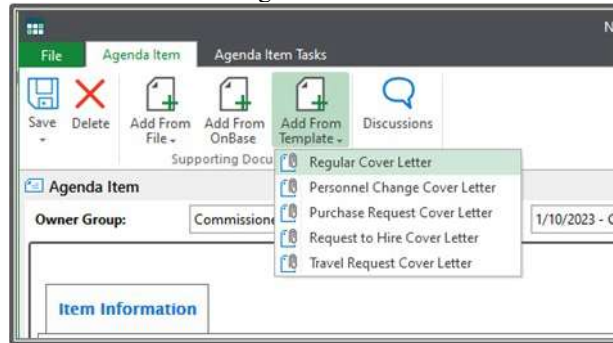 N
File Agenda Item Agenda Item Tasks
Save Delete Add From File Add From OnBase Add From Template Discussions
Supporting Docu
Regular Cover Letter
Agenda Item
Personnel Change Cover Letter
Owner Group: Commissione Purchase Request Cover Letter 1/10/2023 - C
Request to Hire Cover Letter
Travel Request Cover Letter
Item Information